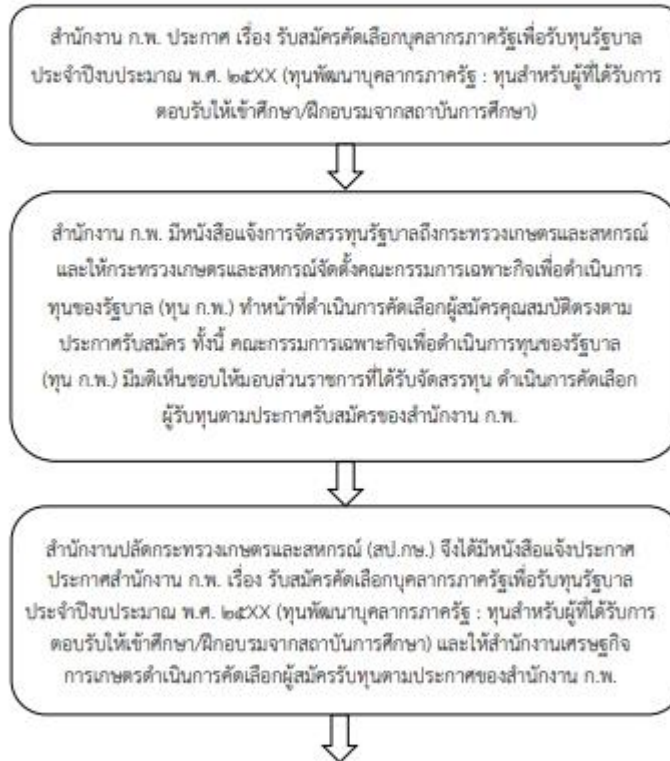 สำนักงาน ก.พ. ประกาศ เรื่อง รับสมัครคัดเลือกบุคลากรภาครัฐเพื่อรับทุนรัฐบาล
ประจำปีงบประมาณ พ.ศ. ๒๕XX (ทุนพัฒนาบุคลากรภาครัฐ : ทุนสำหรับผู้ที่ได้รับการ
ตอบรับให้เข้าศึกษา/ฝึกอบรมจากสถาบันการศึกษา)
สำนักงาน ก.พ. มีหนังสือแจ้งการจัดสรรทุนรัฐบาลถึงกระทรวงเกษตรและสหกรณ์
และให้กระทรวงเกษตรและสหกรณ์จัดตั้งคณะกรรมการเฉพาะกิจเพื่อดำเนินการ
ทุนของรัฐบาล (ทุน ก.พ.) ทำหน้าที่ดำเนินการคัดเลือกผู้สมัครคุณสมบัติตรงตาม
ประกาศรับสมัคร ทั้งนี้ คณะกรรมการเฉพาะกิจเพื่อดำเนินการทุนของรัฐบาล
(ทุน ก.พ.) มีมติเห็นชอบให้มอบส่วนราชการที่ได้รับจัดสรรทุน ดำเนินการคัดเลือก
ผู้รับทุนตามประกาศรับสมัครของสำนักงาน ก.พ.
สำนักงานปลัดกระทรวงเกษตรและสหกรณ์ (สป.กษ.) จึงได้มีหนังสือแจ้งประกาศ
ประกาศสำนักงาน ก.พ. เรื่อง รับสมัครคัดเลือกบุคลากรภาครัฐเพื่อรับทุนรัฐบาล
ประจำปีงบประมาณ พ.ศ. ๒๕XX (ทุนพัฒนาบุคลากรภาครัฐ : ทุนสำหรับผู้ที่ได้รับการ
ตอบรับให้เข้าศึกษา/ฝึกอบรมจากสถาบันการศึกษา) และให้สำนักงานเศรษฐกิจ
การเกษตรดำเนินการคัดเลือกผู้สมัครรับทุนตามประกาศของสำนักงาน ก.พ.